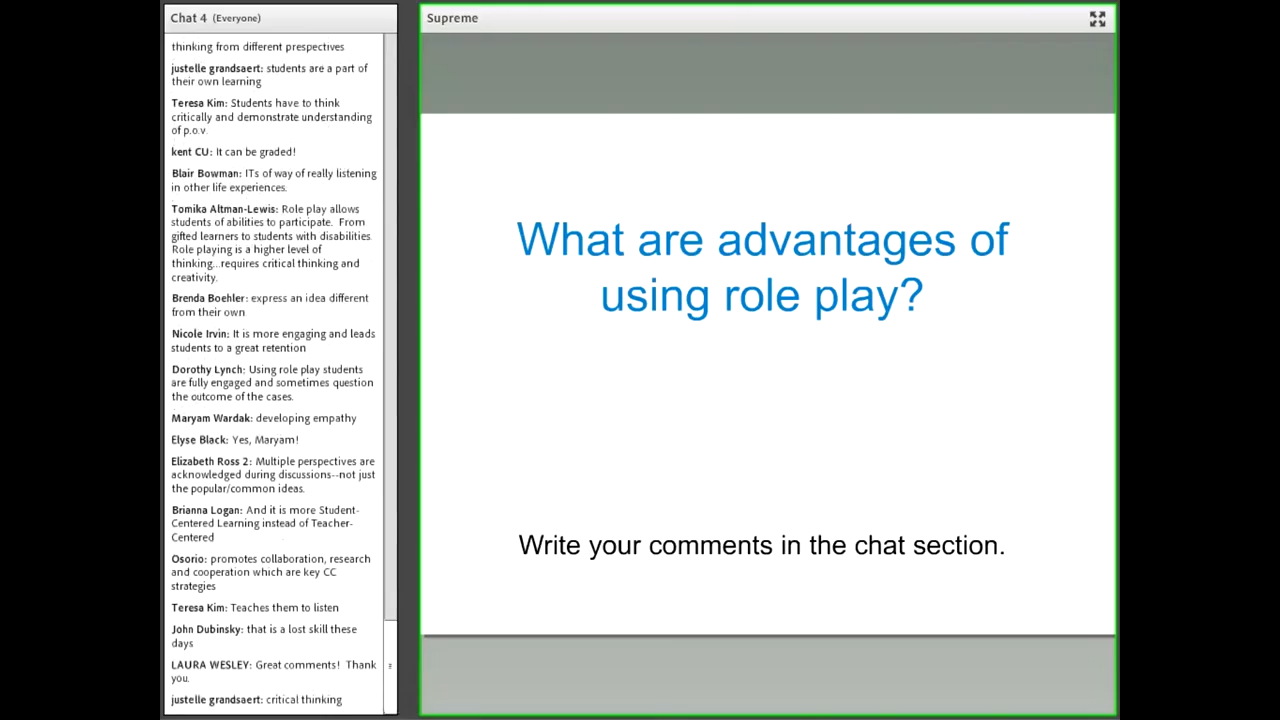 Chat 4 (Everyone)
thinking from different prespectives
justelle grandsaert: students are a part of
their own learning
Teresa Kim: Students have to think
critically and demonstrate understanding
of p.o.v.
kent CU: It can be graded!
Blair Bowman: ITs of way of really listening
in other life experiences.
Tomika Altman-Lewis: Role play allows
students of abilities to participate. From
gifted learners to students with disabilities.
Role playing is a higher level of
thinking...requires critical thinking and
creativity.
Brenda Boehler: express an idea different
from their own
Nicole Irvin: It is more engaging and leads
students to a great retention
Dorothy Lynch: Using role play students
are fully engaged and sometimes question
the outcome of the cases.
Maryam Wardak: developing empathy
Elyse Black: Yes, Maryam!
Elizabeth Ross 2: Multiple perspectives are
acknowledged during discussions--not just
the popular/common ideas.
Brianna Logan: And it is more Student-
Centered Learning instead of Teacher-
Centered
Osorio: promotes collaboration, research
and cooperation which are key CC
strategies
Teresa Kim: Teaches them to listen
John Dubinsky: that is a lost skill these
days
LAURA WESLEY: Great comments! Thank
you.
justelle grandsaert: critical thinking
Supreme
What are advantages of
using role play?
Write your comments in the chat section.